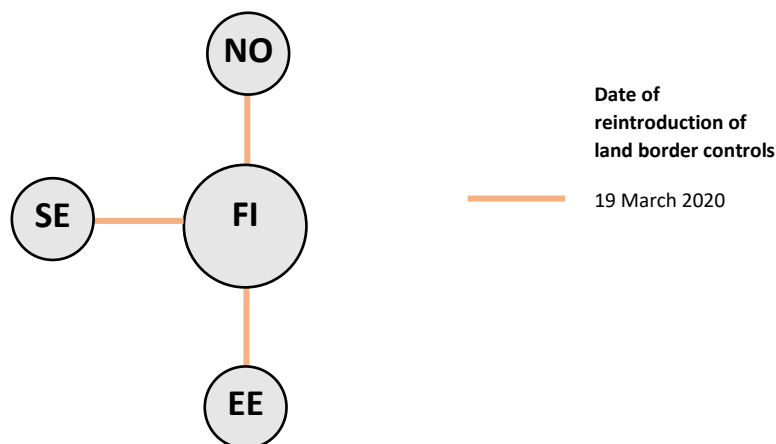 NO
SE
FI
EE
Date of
reintroduction of
land border controls
19 March 2020